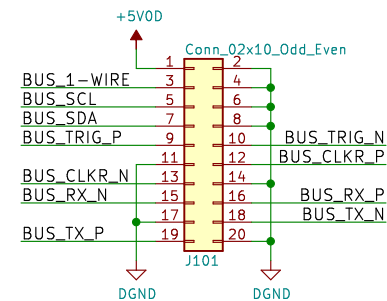 +5V0D
Conn_02x10_Odd_Even
1 2
BUS_1-WIRE 3 4
BUS_SCL 5 6
BUS_SDA 7 8
BUS_TRIG_P 9 10 BUS_TRIG_N
11 12 BUS_CLKR_P
BUS_CLKR_N 13 14
BUS_RX_N 15 16 BUS_RX_P
17 18 BUS_TX_N
BUS_TX_P 19 20
J101
DGND DGND